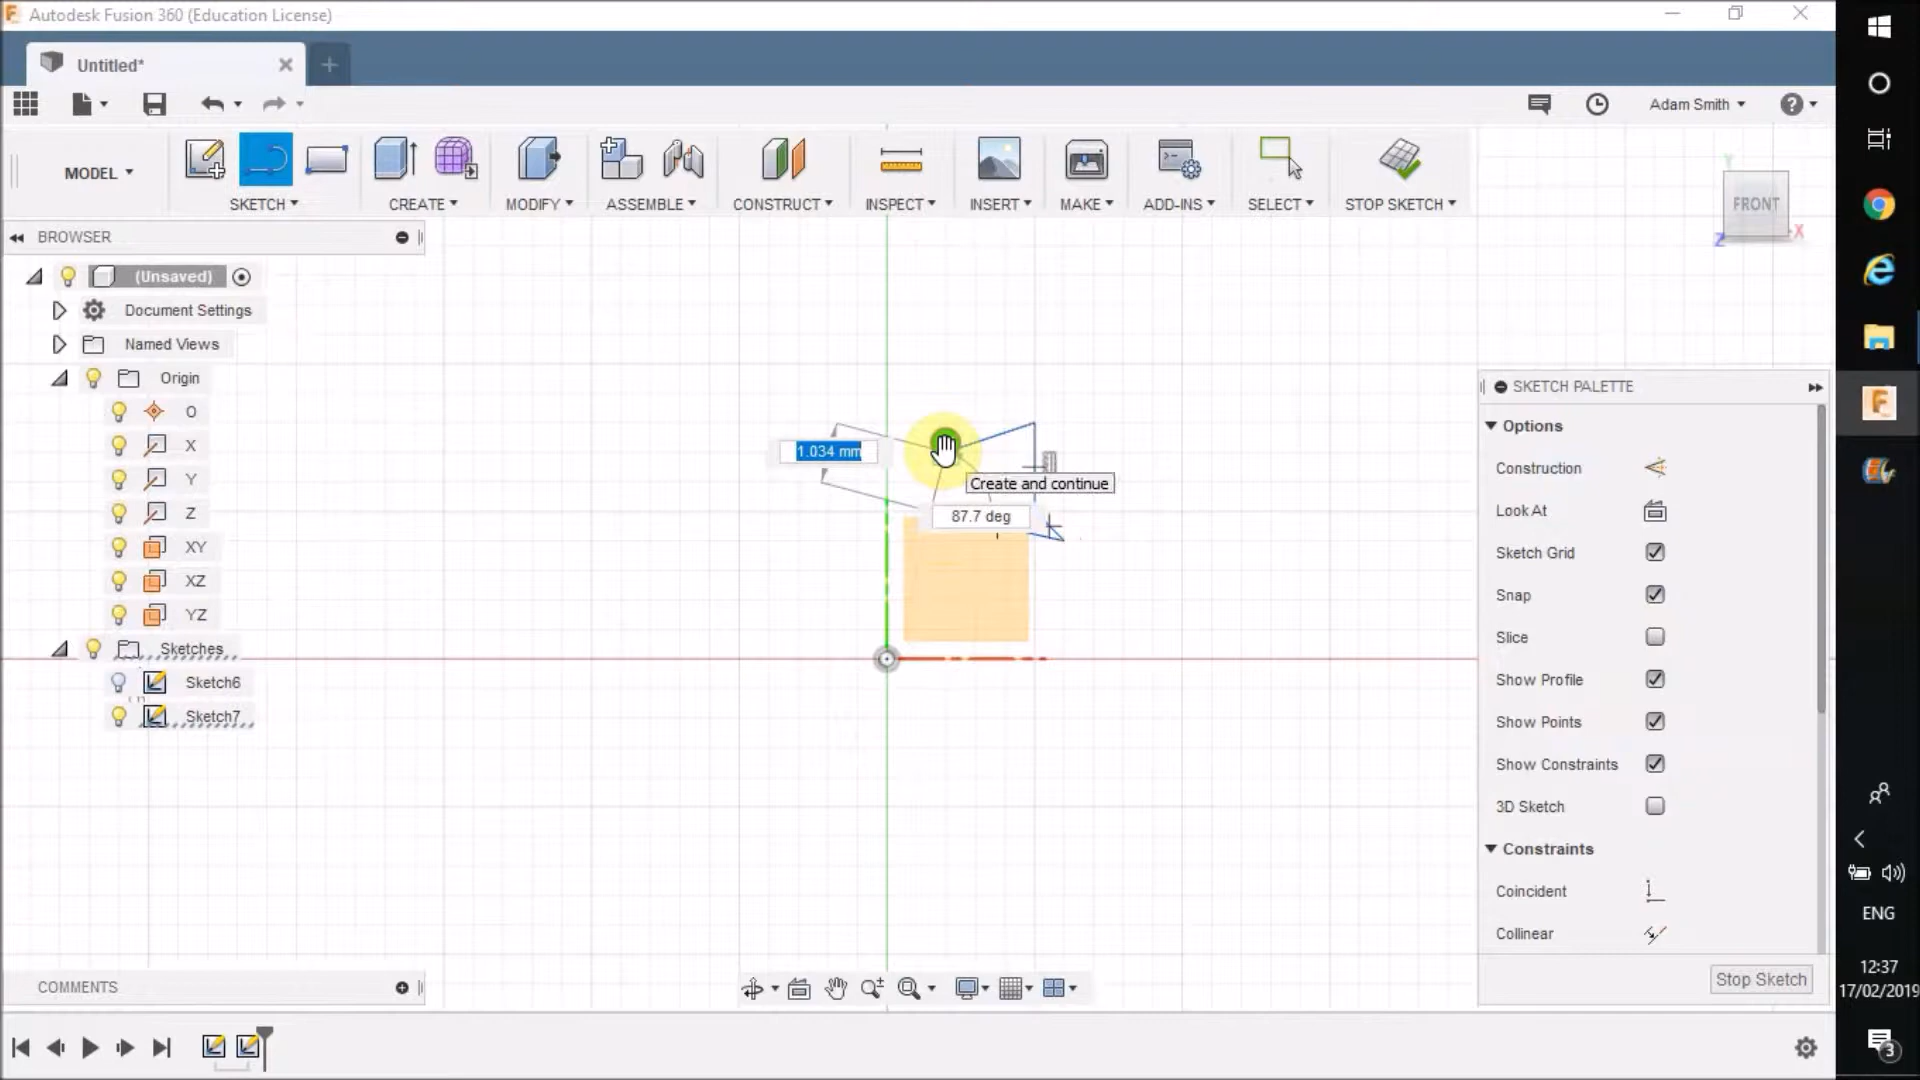 Autodesk Fusion 360 (Education License)
Untitled*
Adam Smith
MODEL
SKETCH
CREATE
MODIFY
ASSEMBLE
CONSTRUCT
INSPECT
INSERT
MAKE
ADD-INS
SELECT
STOP SKETCH
Y
FRONT
Z
X
BROWSER
(Unsaved)
Document Settings
Named Views
Origin
O
X
Y
Z
XY
XZ
YZ
Sketches
Sketch6
Sketch7
1.034 mm
Create and continue
87.7 deg
SKETCH PALETTE
Options
Construction
Look At
Sketch Grid
Snap
Slice
Show Profile
Show Points
Show Constraints
3D Sketch
Constraints
Coincident
Collinear
Stop Sketch
COMMENTS
ENG
12:37
17/02/2019
3